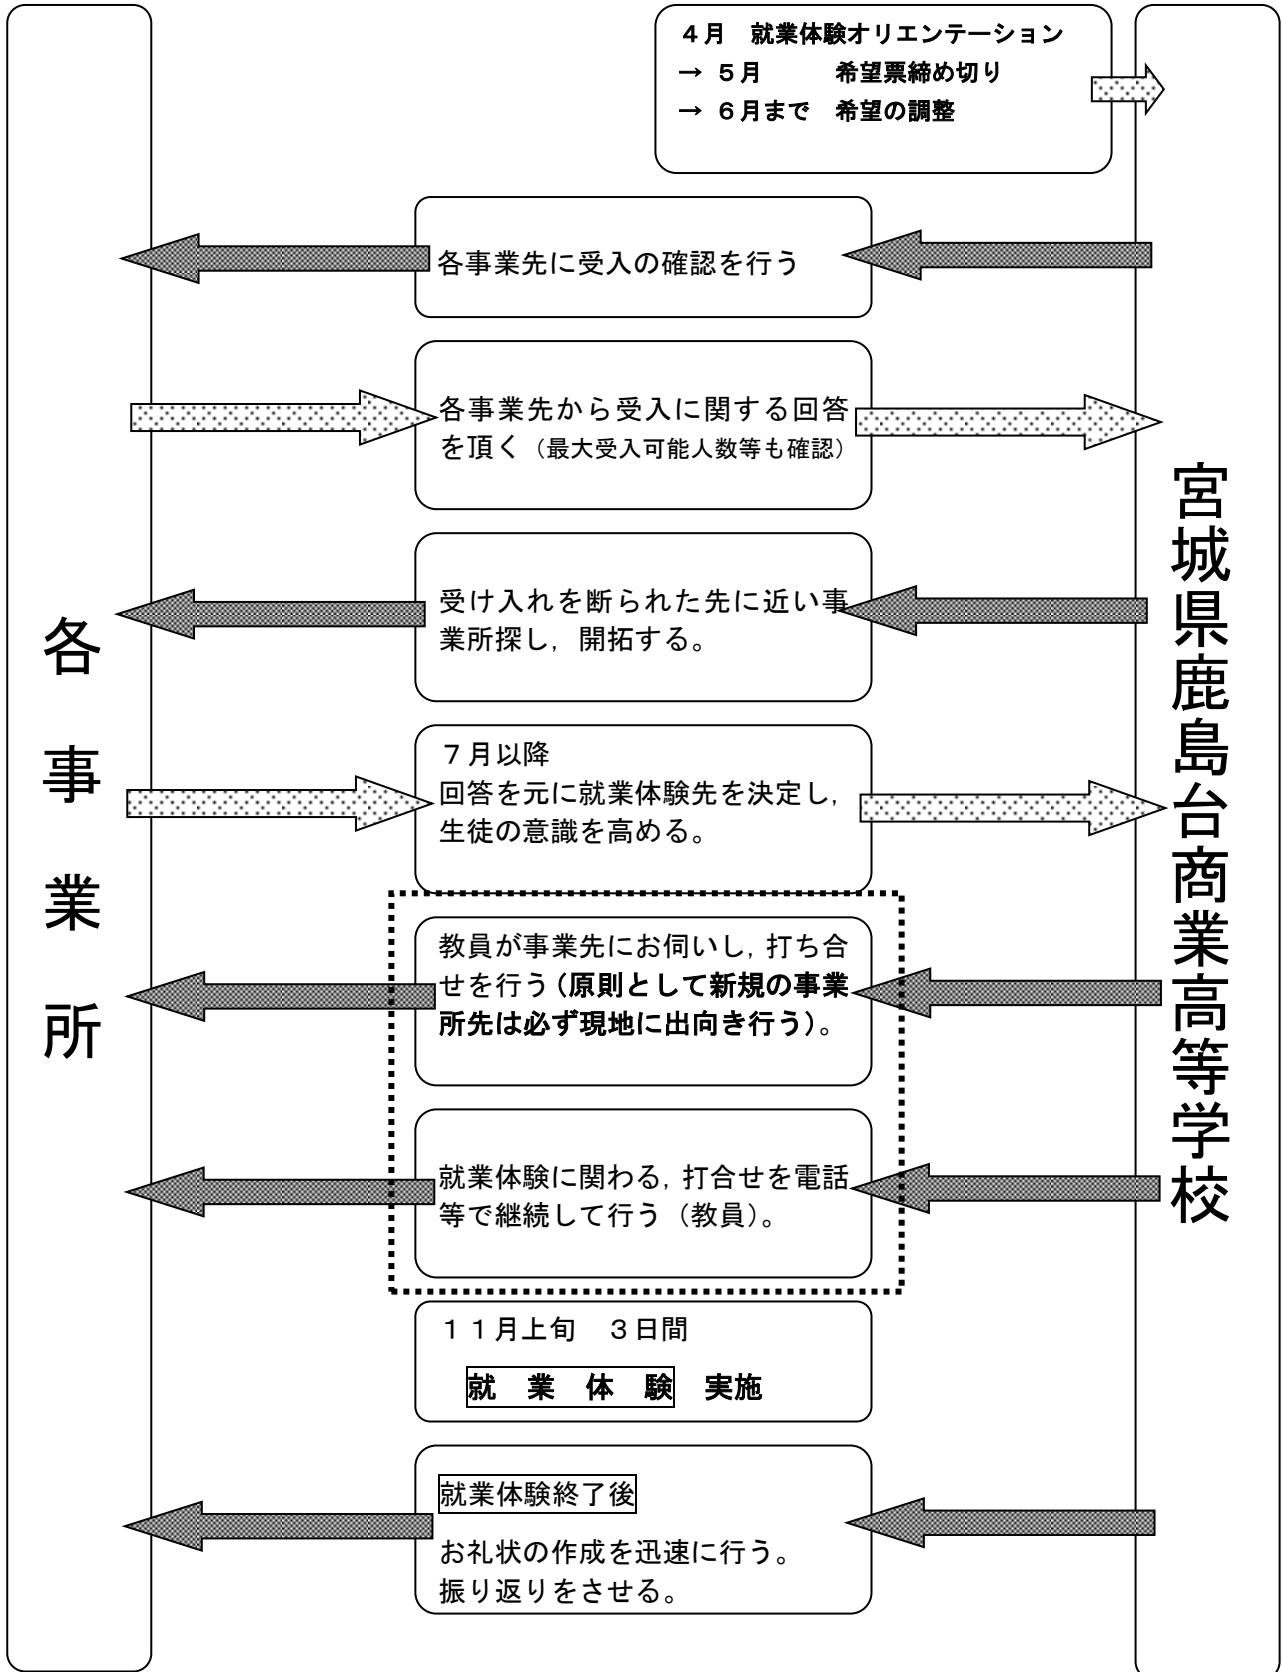 ４月　就業体験オリエンテーション
→ ５月　　　希望票締め切り
→ ６月まで　希望の調整
各事業先に受入の確認を行う
各事業先から受入に関する回答
を頂く（最大受入可能人数等も確認）
受け入れを断られた先に近い事
業所探し，開拓する。
７月以降
回答を元に就業体験先を決定し，
生徒の意識を高める。
教員が事業先にお伺いし，打ち合
せを行う（原則として新規の事業
所先は必ず現地に出向き行う）。
就業体験に関わる，打合せを電話
等で継続して行う（教員）。
１１月上旬　３日間
就　業　体　験　実施
就業体験終了後
お礼状の作成を迅速に行う。
振り返りをさせる。
各事業所
宮城県鹿島台商業高等学校